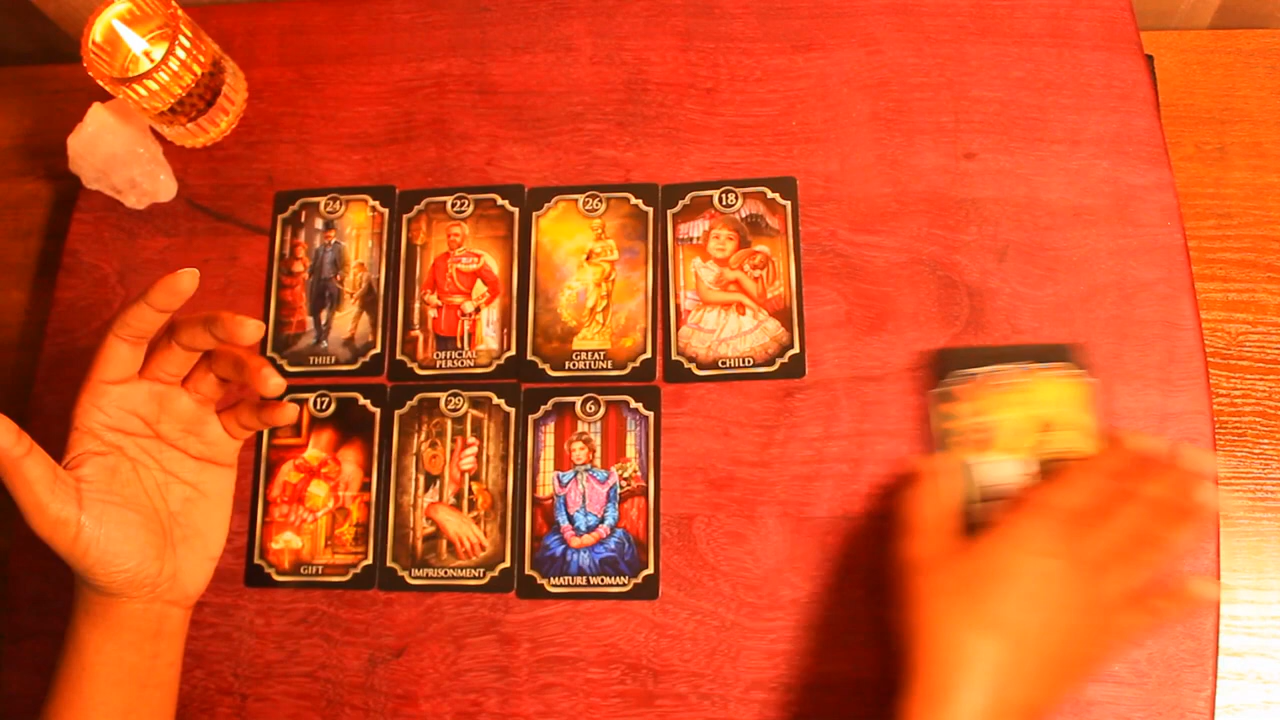 24
THIEF
22
OFFICIAL
PERSON
26
GREAT
FORTUNE
18
CHILD
17
GIFT
29
IMPRISONMENT
6
MATURE WOMAN